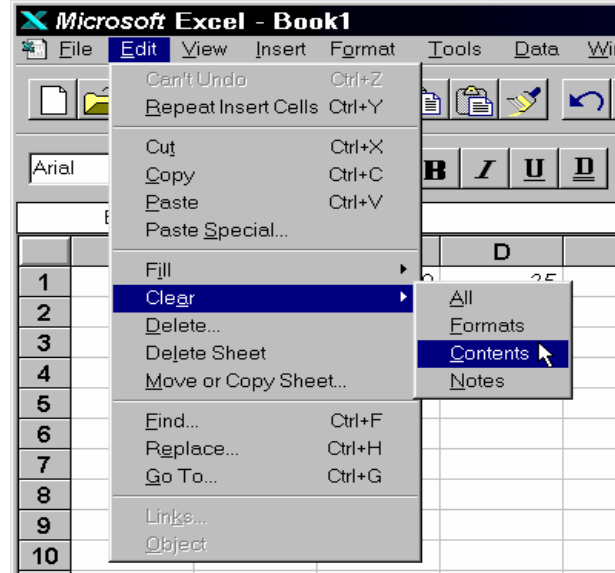 Microsoft Excel - Book1
File Edit View Insert Format Tools Data
Can't Undo Ctrl+Z
Repeat Insert Cells Ctrl+Y
Cut Ctrl+X
Copy Ctrl+C
Paste Ctrl+V
Paste Special...
Fill
Clear
Delete...
Delete Sheet
Move or Copy Sheet...
Find... Ctrl+F
Replace... Ctrl+H
Go To... Ctrl+G
Links...
Object
All
Formats
Contents
Notes
Arial
B I U D
D
1
2
3
4
5
6
7
8
9
10